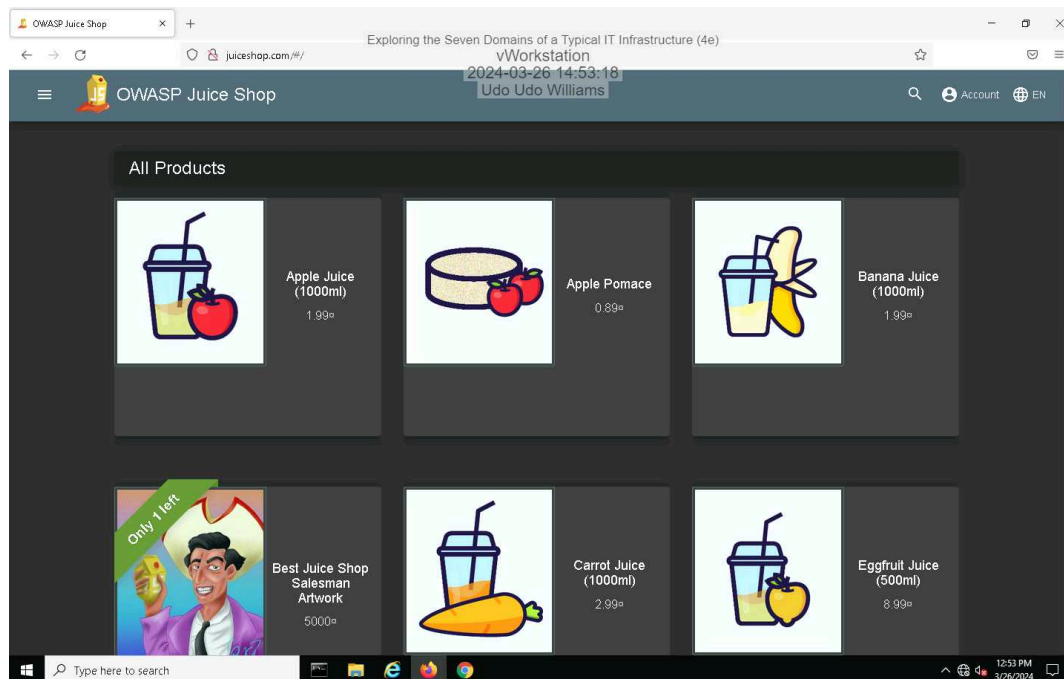 OWASP Juice Shop
Exploring the Seven Domains of a Typical IT Infrastructure (4e)
juiceshop.com/#/
vWorkstation
2024-03-26 14:53:18
Udo Udo Williams
JS
OWASP Juice Shop
Account
EN
All Products
Apple Juice
(1000ml)
1.99¤
Apple Pomace
0.89¤
Banana Juice
(1000ml)
1.99¤
Only 1 left
Best Juice Shop
Salesman
Artwork
5000¤
Carrot Juice
(1000ml)
2.99¤
Eggfruit Juice
(500ml)
8.99¤
Type here to search
12:53 PM
3/26/2024